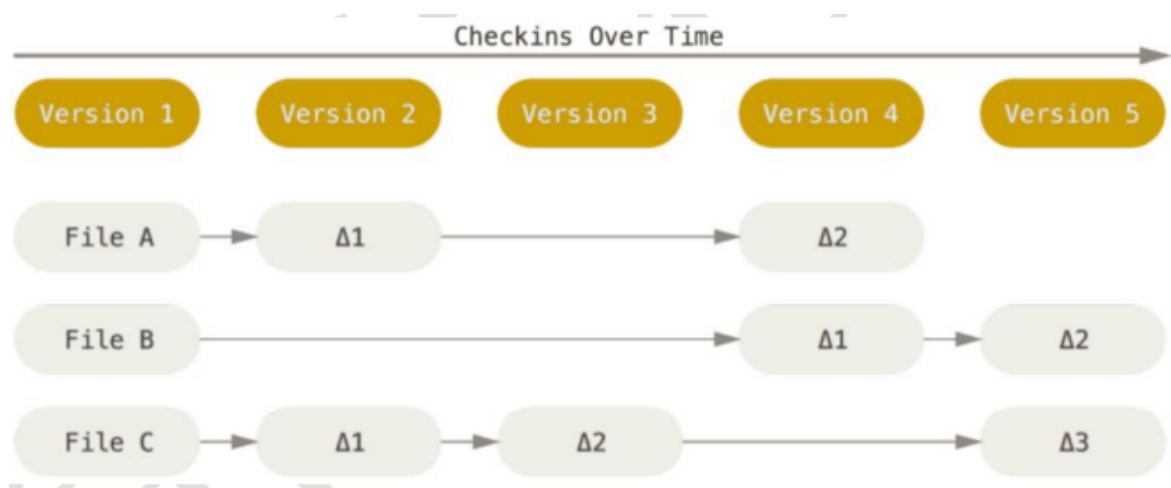 Checkins Over Time
Version 1 Version 2 Version 3 Version 4 Version 5
File A Δ1 Δ2
File B Δ1 Δ2
File C Δ1 Δ2 Δ3